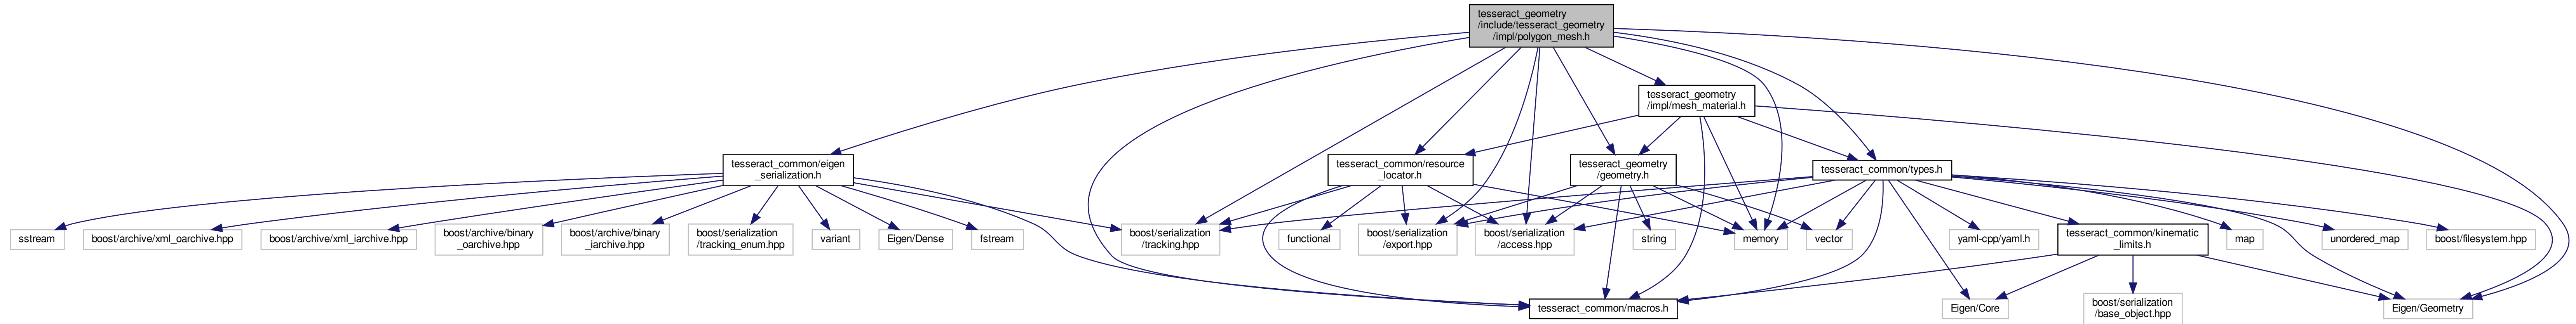 tesseract_geometry
/include/tesseract_geometry
/impl/polygon_mesh.h
tesseract_geometry
/impl/mesh_material.h
tesseract_common/eigen
_serialization.h
tesseract_common/resource
_locator.h
tesseract_geometry
/geometry.h
tesseract_common/types.h
sstream
boost/archive/xml_oarchive.hpp
boost/archive/xml_iarchive.hpp
boost/archive/binary
_oarchive.hpp
boost/archive/binary
_iarchive.hpp
boost/serialization
/tracking_enum.hpp
variant
Eigen/Dense
fstream
boost/serialization
/tracking.hpp
functional
boost/serialization
/export.hpp
boost/serialization
/access.hpp
string
memory
vector
yaml-cpp/yaml.h
tesseract_common/kinematic
_limits.h
map
unordered_map
boost/filesystem.hpp
tesseract_common/macros.h
Eigen/Core
boost/serialization
/base_object.hpp
Eigen/Geometry